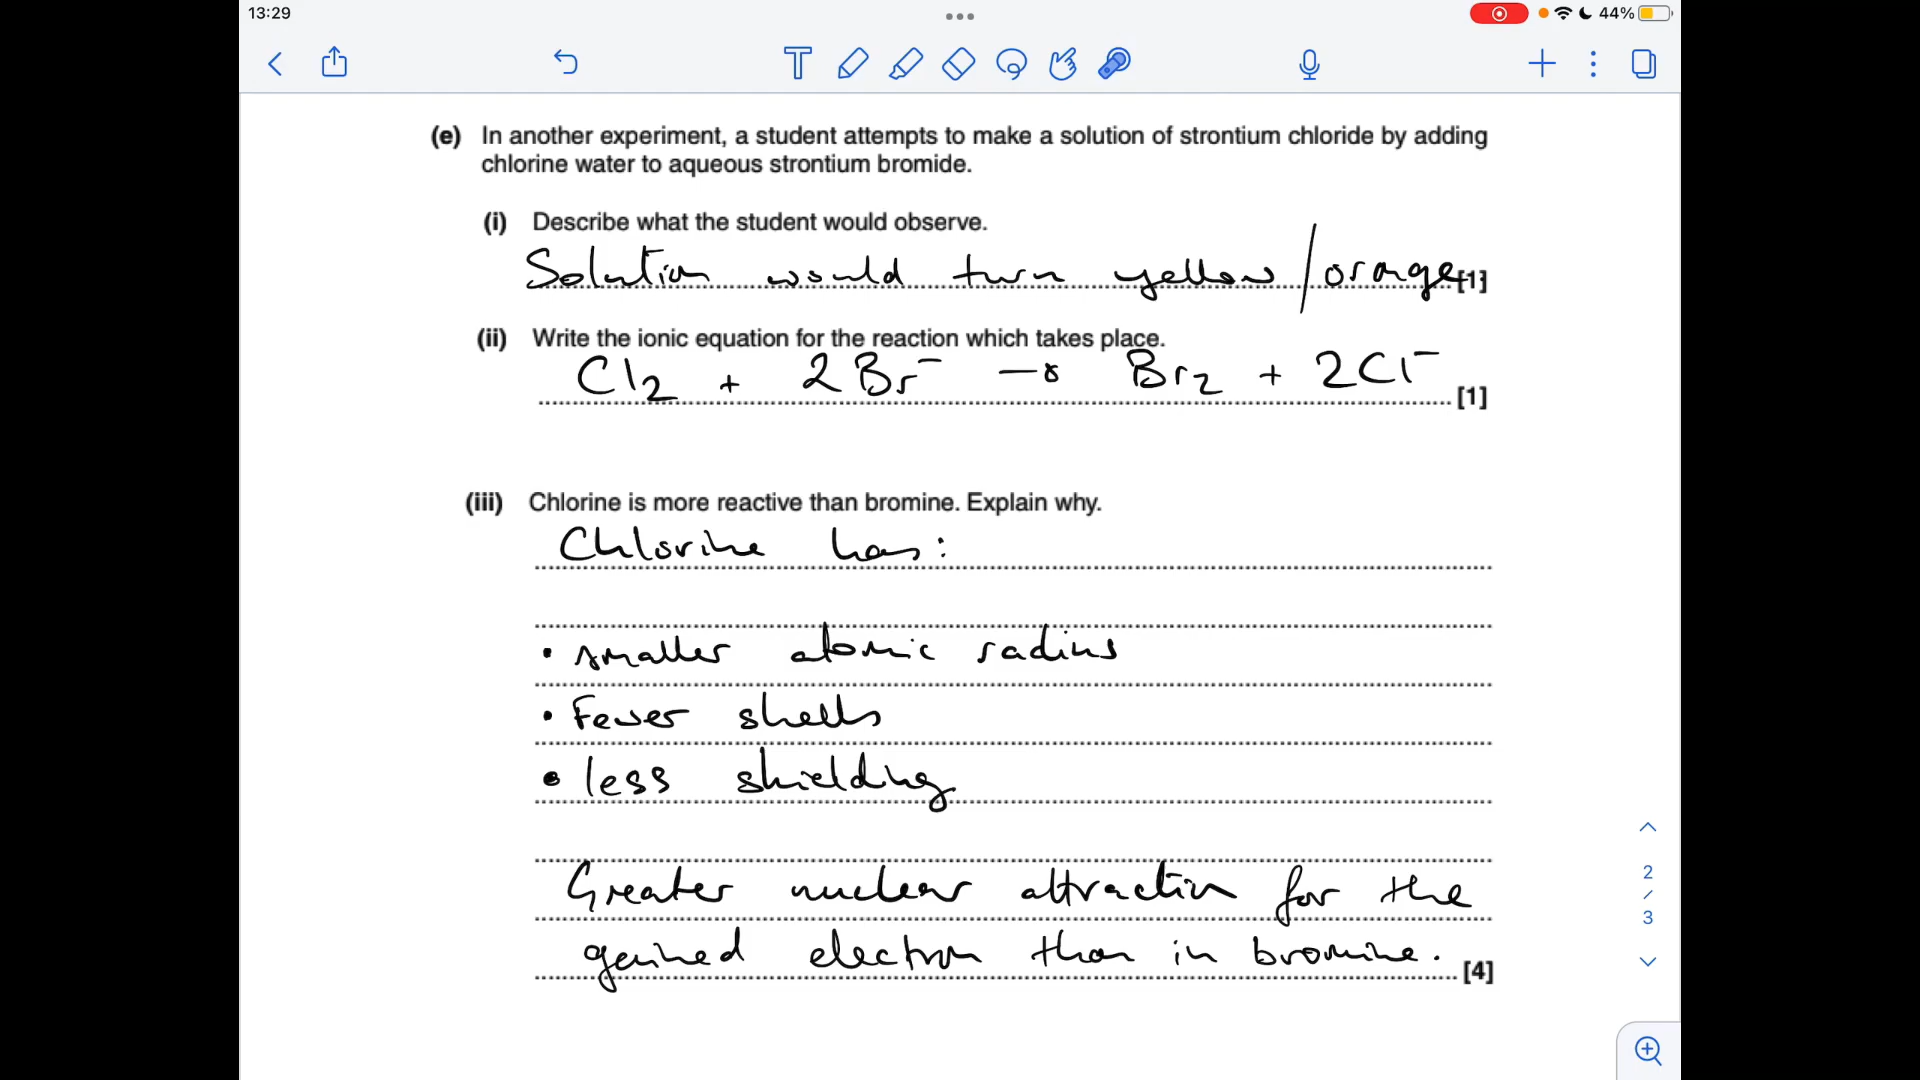 13:29
44%
(e) In another experiment, a student attempts to make a solution of strontium chloride by adding
chlorine water to aqueous strontium bromide.
(i) Describe what the student would observe.
Solution would turn yellow/orange [1]
(ii) Write the ionic equation for the reaction which takes place.
Cl2 + 2Br⁻ → Br2 + 2Cl⁻
[1]
(iii) Chlorine is more reactive than bromine. Explain why.
Chlorine has:
• smaller atomic radius
• Fewer shells
• less shielding
Greater nuclear attraction for the
gained electron than in bromine. [4]
2
/
3